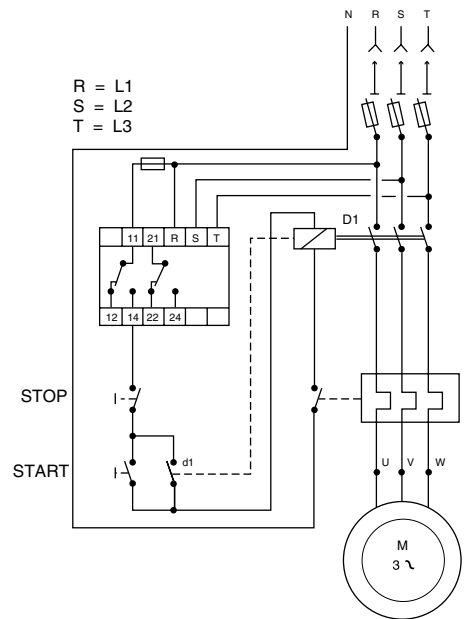 N R S T
R = L1
S = L2
T = L3
D1
11 21 R S T
12 14 22 24
STOP
START
d1
U V W
M
3 ~